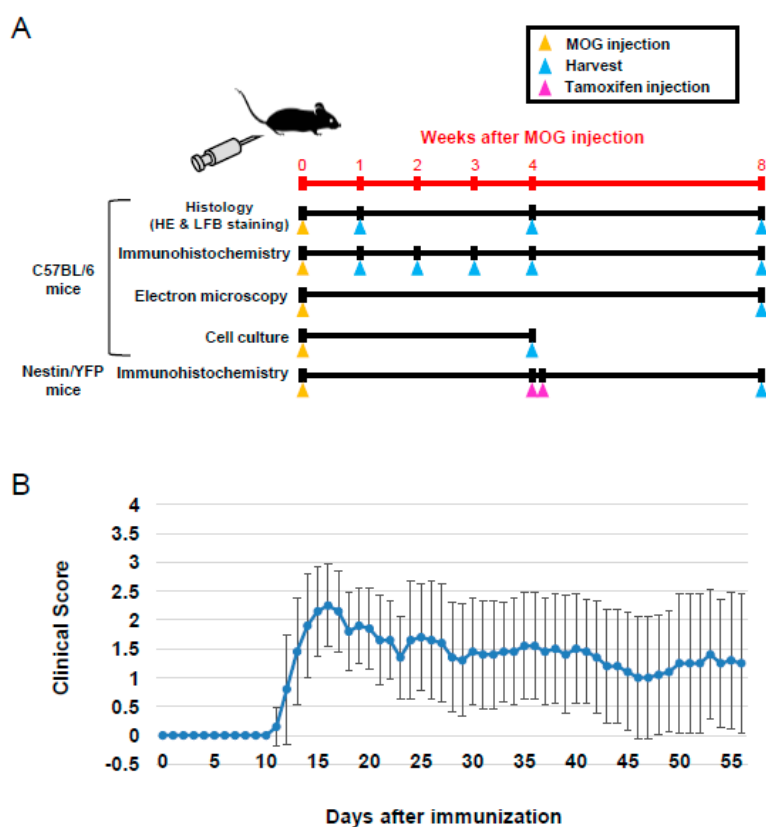 A
MOG injection
Harvest
Tamoxifen injection
Weeks after MOG injection
0 1 2 3 4 8
Histology
(HE & LFB staining)
Immunohistochemistry
C57BL/6
mice
Electron microscopy
Cell culture
Nestin/YFP
mice
Immunohistochemistry
B
4
3.5
3
2.5
2
1.5
1
0.5
0
-0.5
Clinical Score
0 5 10 15 20 25 30 35 40 45 50 55
Days after immunization